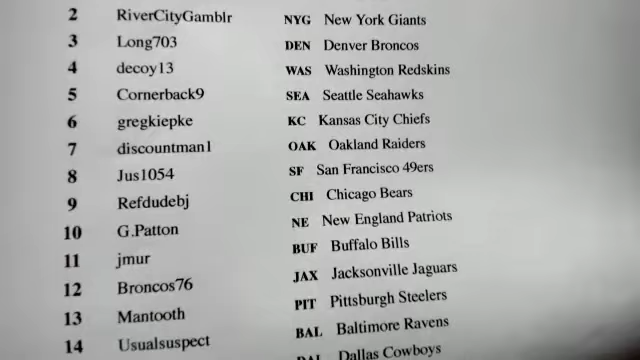 2 RiverCityGamblr NYG New York Giants
3 Long703 DEN Denver Broncos
4 decoy13 WAS Washington Redskins
5 Cornerback9 SEA Seattle Seahawks
6 gregkiepke KC Kansas City Chiefs
7 discountman1 OAK Oakland Raiders
8 Jus1054 SF San Francisco 49ers
9 Refdudebj CHI Chicago Bears
10 G.Patton NE New England Patriots
11 jmur BUF Buffalo Bills
12 Broncos76 JAX Jacksonville Jaguars
13 Mantooth PIT Pittsburgh Steelers
14 Usualsuspect BAL Baltimore Ravens
DAL Dallas Cowboys